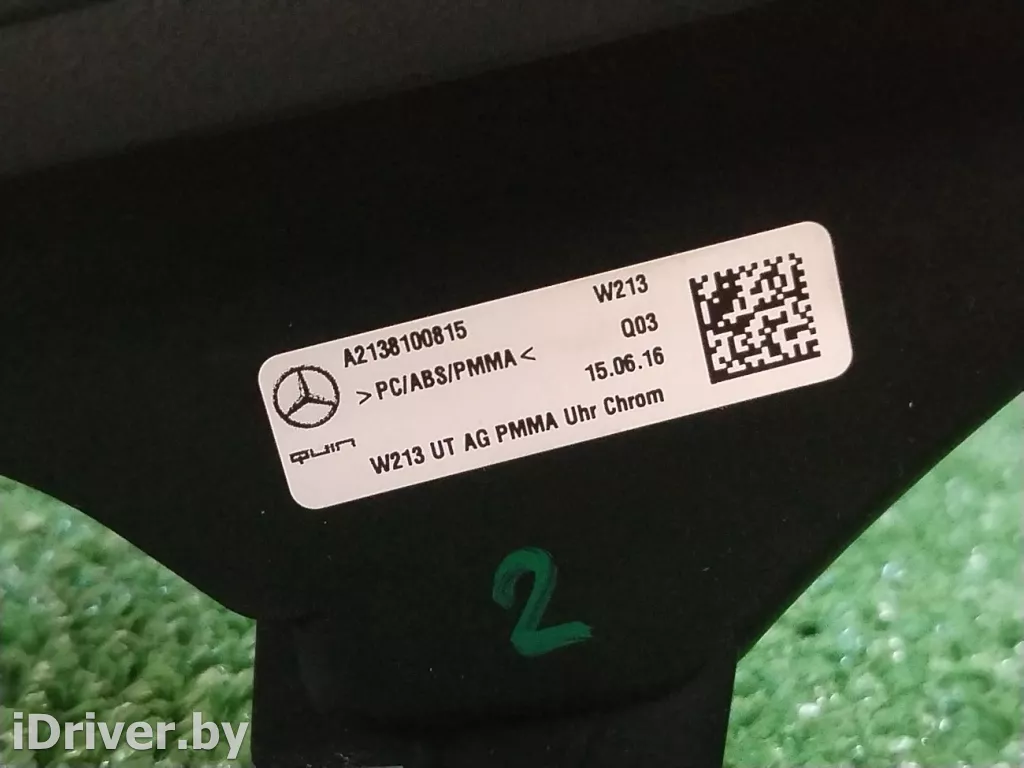 A2138100815
W213
>PC/ABS/PMMA<
Q03
15.06.16
quin
W213 UT AG PMMA Uhr Chrom
2
iDriver.by